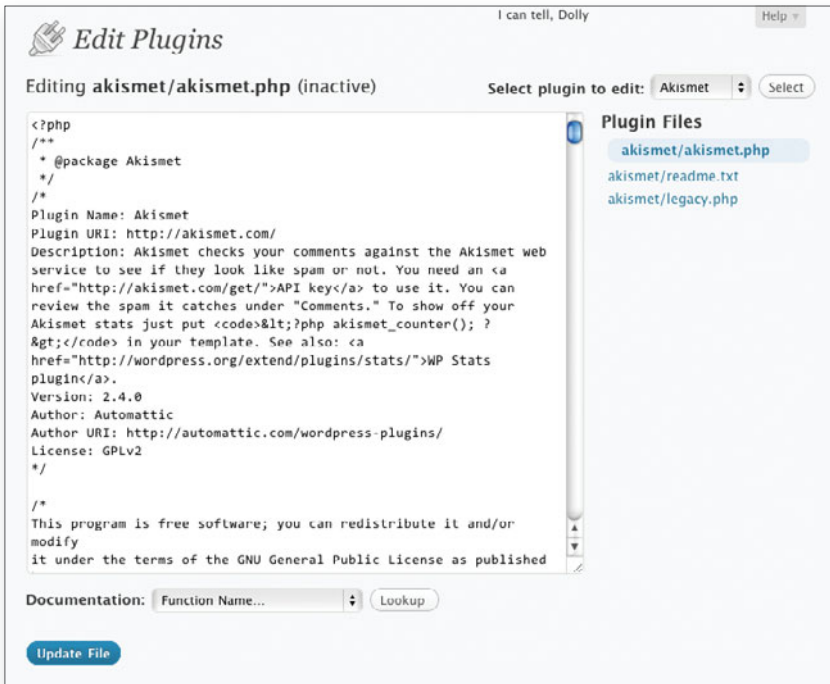 I can tell, Dolly
Help
Edit Plugins
Editing akismet/akismet.php (inactive)
Select plugin to edit: Akismet Select
<?php
/**
 * @package Akismet
 */
/*
Plugin Name: Akismet
Plugin URI: http://akismet.com/
Description: Akismet checks your comments against the Akismet web
service to see if they look like spam or not. You need an <a
href="http://akismet.com/get/">API key</a> to use it. You can
review the spam it catches under "Comments." To show off your
Akismet stats just put <code>&lt;?php akismet_counter(); ?
&gt;</code> in your template. See also: <a
href="http://wordpress.org/extend/plugins/stats/">WP Stats
plugin</a>.
Version: 2.4.0
Author: Automattic
Author URI: http://automattic.com/wordpress-plugins/
License: GPLv2
*/
/*
This program is free software; you can redistribute it and/or
modify
it under the terms of the GNU General Public License as published
Plugin Files
akismet/akismet.php
akismet/readme.txt
akismet/legacy.php
Documentation: Function Name... Lookup
Update File